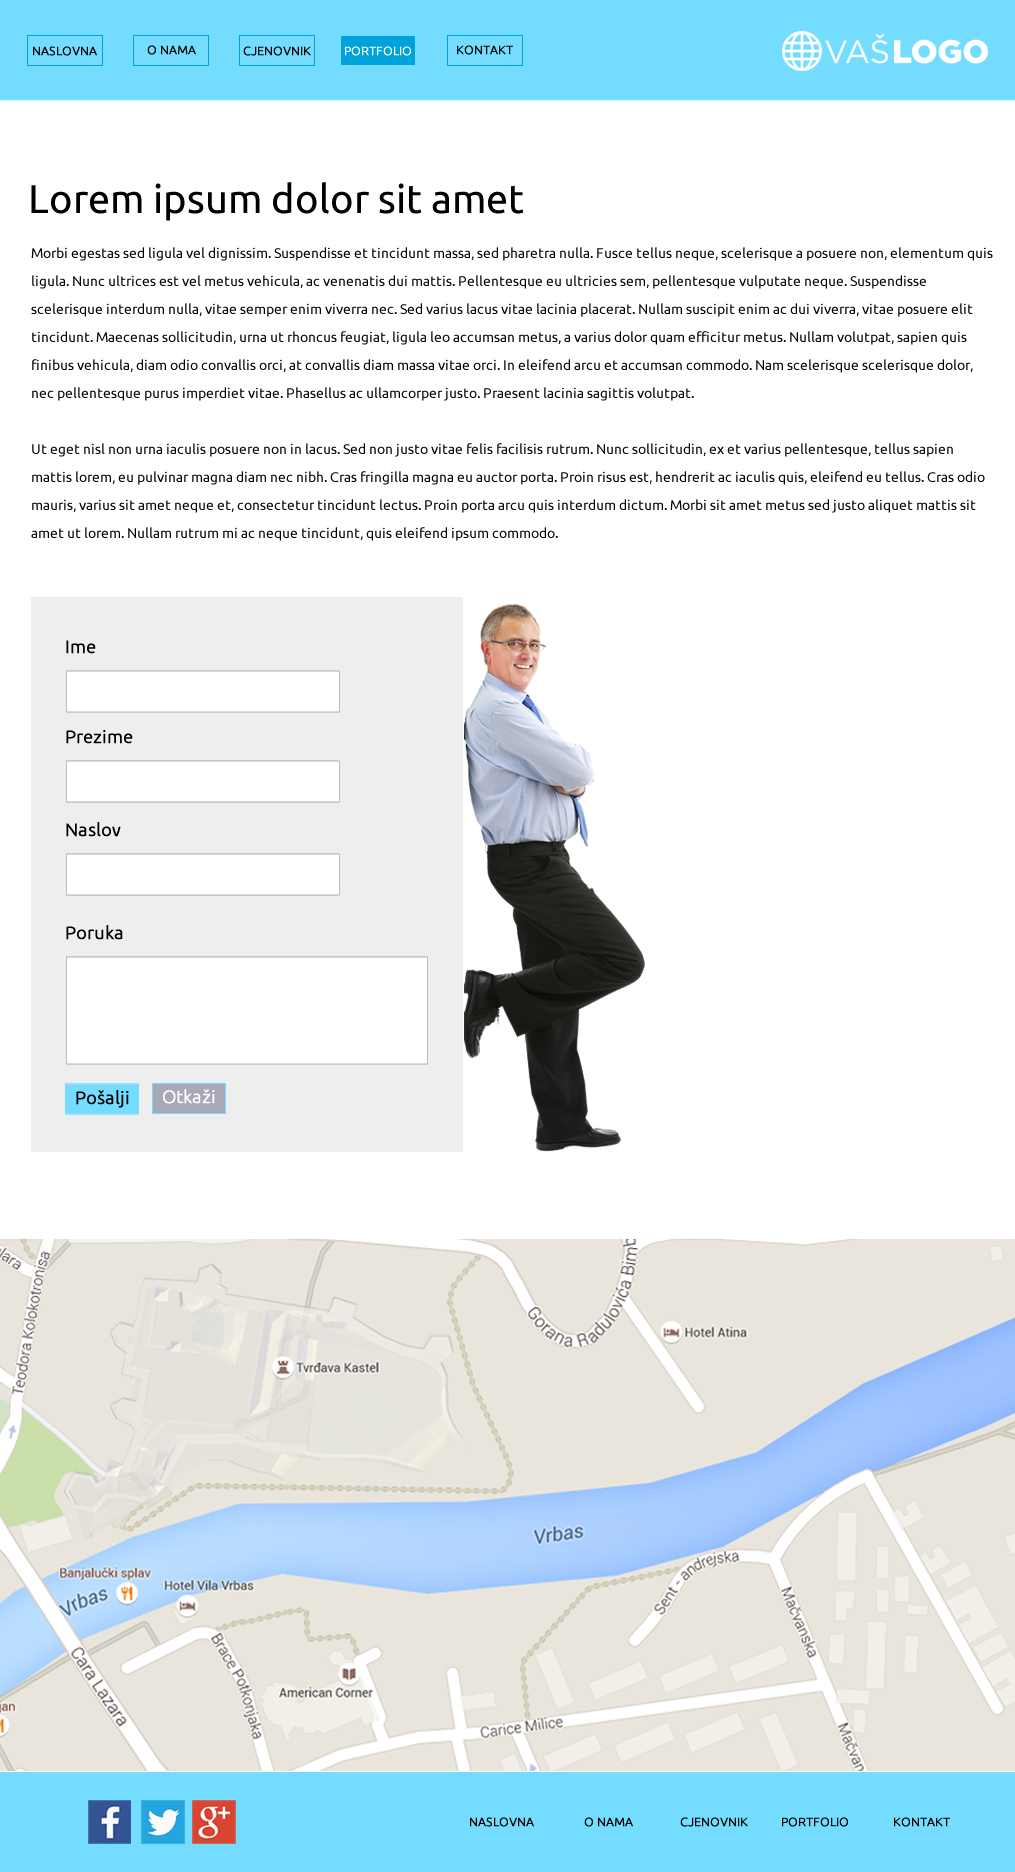 NASLOVNA O NAMA CJENOVNIK PORTFOLIO KONTAKT VAŠLOGO
Lorem ipsum dolor sit amet
Morbi egestas sed ligula vel dignissim. Suspendisse et tincidunt massa, sed pharetra nulla. Fusce tellus neque, scelerisque a posuere non, elementum quis
ligula. Nunc ultrices est vel metus vehicula, ac venenatis dui mattis. Pellentesque eu ultricies sem, pellentesque vulputate neque. Suspendisse
scelerisque interdum nulla, vitae semper enim viverra nec. Sed varius lacus vitae lacinia placerat. Nullam suscipit enim ac dui viverra, vitae posuere elit
tincidunt. Maecenas sollicitudin, urna ut rhoncus feugiat, ligula leo accumsan metus, a varius dolor quam efficitur metus. Nullam volutpat, sapien quis
finibus vehicula, diam odio convallis orci, at convallis diam massa vitae orci. In eleifend arcu et accumsan commodo. Nam scelerisque scelerisque dolor,
nec pellentesque purus imperdiet vitae. Phasellus ac ullamcorper justo. Praesent lacinia sagittis volutpat.
Ut eget nisl non urna iaculis posuere non in lacus. Sed non justo vitae felis facilisis rutrum. Nunc sollicitudin, ex et varius pellentesque, tellus sapien
mattis lorem, eu pulvinar magna diam nec nibh. Cras fringilla magna eu auctor porta. Proin risus est, hendrerit ac iaculis quis, eleifend eu tellus. Cras odio
mauris, varius sit amet neque et, consectetur tincidunt lectus. Proin porta arcu quis interdum dictum. Morbi sit amet metus sed justo aliquet mattis sit
amet ut lorem. Nullam rutrum mi ac neque tincidunt, quis eleifend ipsum commodo.
Ime
Prezime
Naslov
Poruka
Pošalji Otkaži
Teodora Kolokotronisa
Gorana Radulovića Bimb
Hotel Atina
Tvrđava Kastel
Vrbas
Banjalučki splav
Hotel Vila Vrbas
Vrbas
Sent - andrejska
Mačvanska
Cara Lazara
Brace Potkonjaka
American Corner
Carice Milice
Mačvan
jan
NASLOVNA O NAMA CJENOVNIK PORTFOLIO KONTAKT